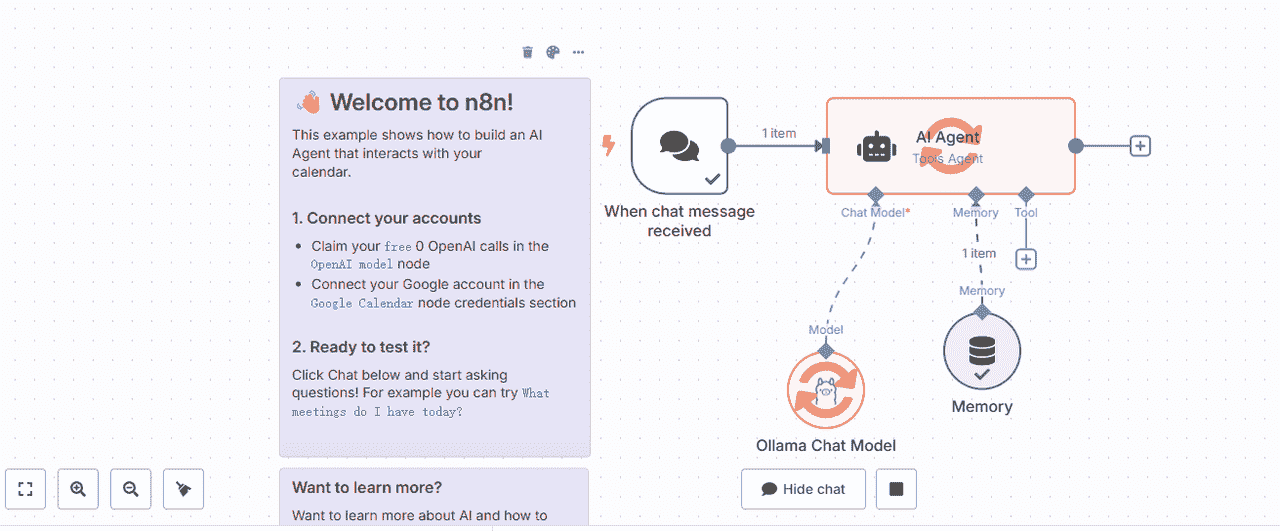 Welcome to n8n!
This example shows how to build an AI
Agent that interacts with your
calendar.
1. Connect your accounts
Claim your free 0 OpenAI calls in the
OpenAI model node
Connect your Google account in the
Google Calendar node credentials section
2. Ready to test it?
Click Chat below and start asking
questions! For example you can try What
meetings do I have today?
Want to learn more?
Want to learn more about AI and how to
When chat message
received
1 item
AI Agent
Tools Agent
Chat Model*
Memory
Tool
1 item
Memory
Model
Ollama Chat Model
Memory
Hide chat